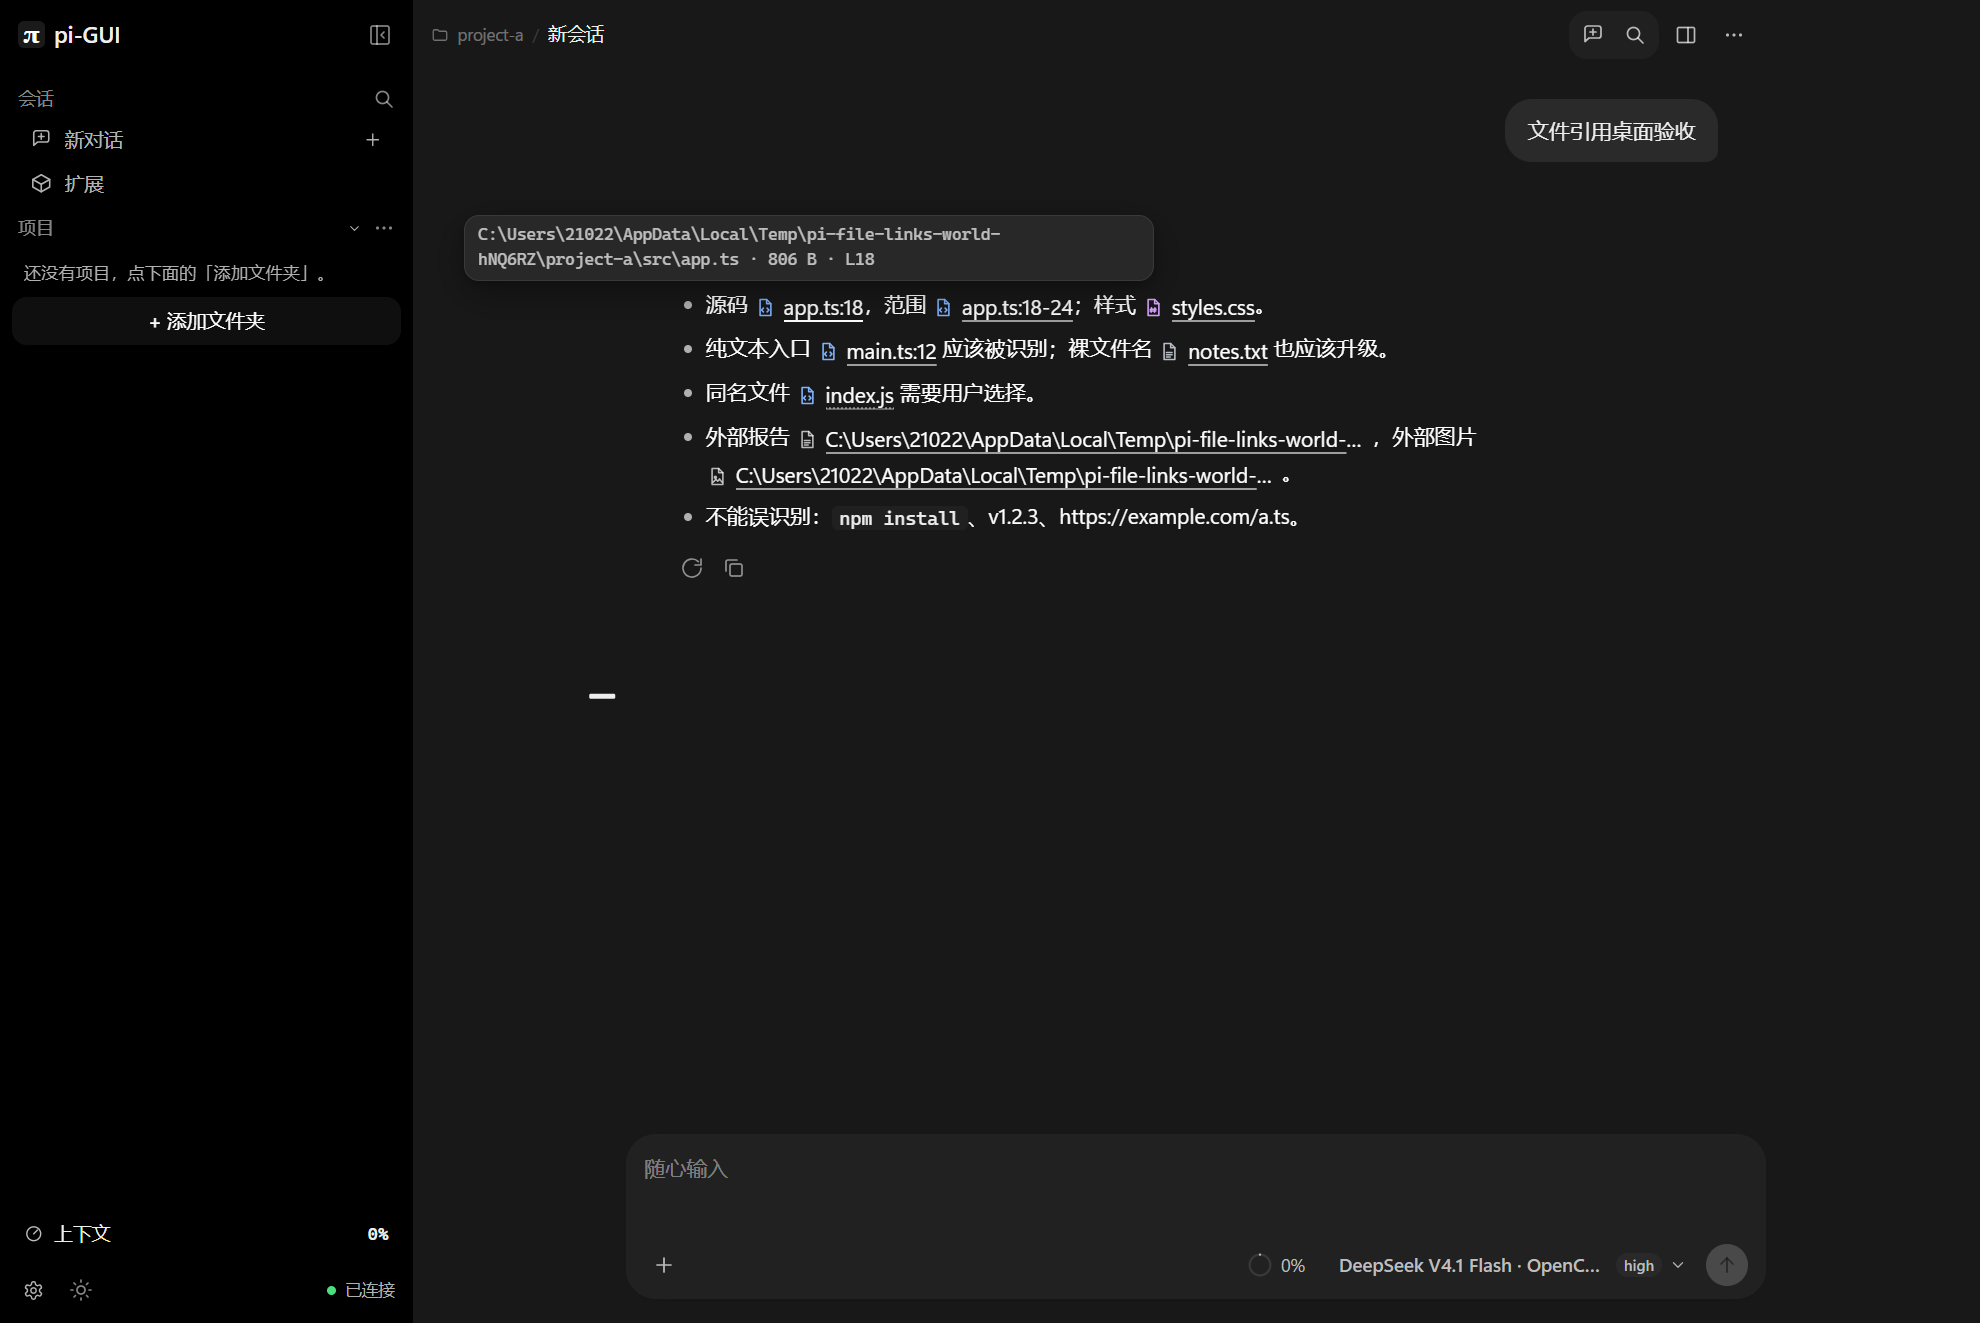 π pi-GUI
会话
新对话
扩展
项目
还没有项目，点下面的「添加文件夹」。
+ 添加文件夹
上下文 0%
已连接
project-a / 新会话
文件引用桌面验收
C:\Users\21022\AppData\Local\Temp\pi-file-links-world-
hNQ6RZ\project-a\src\app.ts · 806 B · L18
源码 app.ts:18，范围 app.ts:18-24；样式 styles.css。
纯文本入口 main.ts:12 应该被识别；裸文件名 notes.txt 也应该升级。
同名文件 index.js 需要用户选择。
外部报告 C:\Users\21022\AppData\Local\Temp\pi-file-links-world-... ，外部图片
C:\Users\21022\AppData\Local\Temp\pi-file-links-world-... 。
不能误识别：npm install、v1.2.3、https://example.com/a.ts。
随心输入
0% DeepSeek V4.1 Flash · OpenC... high